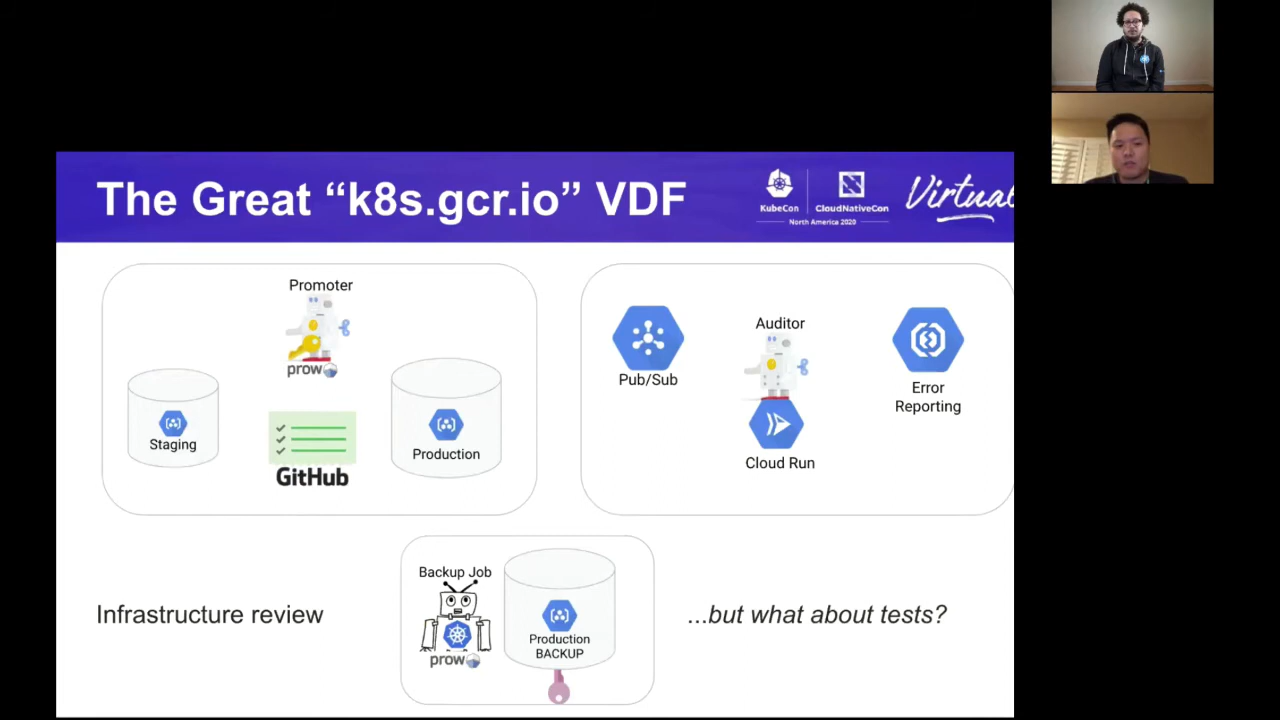 The Great “k8s.gcr.io” VDF
KubeCon
CloudNativeCon
North America 2020
Virtual
Promoter
prow
Staging
GitHub
Production
Pub/Sub
Auditor
Cloud Run
Error
Reporting
Infrastructure review
Backup Job
prow
Production
BACKUP
...but what about tests?